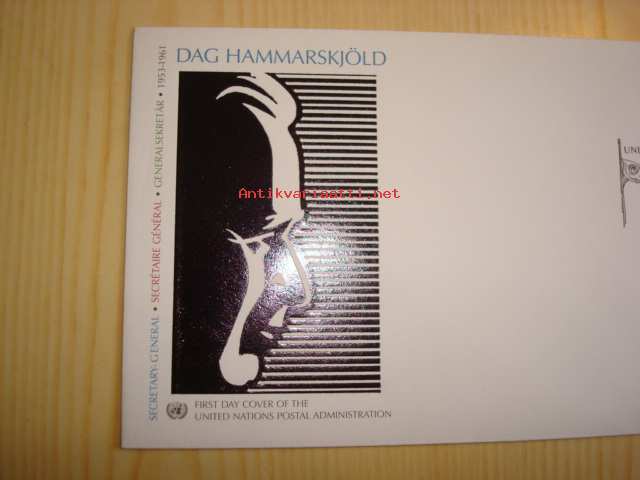 DAG HAMMARSKJÖLD
SECRETARY-GENERAL • SECRÉTAIRE GÉNÉRAL • GENERALSEKRETÄR • 1953-1961
Antikvariaatti.net
FIRST DAY COVER OF THE
UNITED NATIONS POSTAL ADMINISTRATION